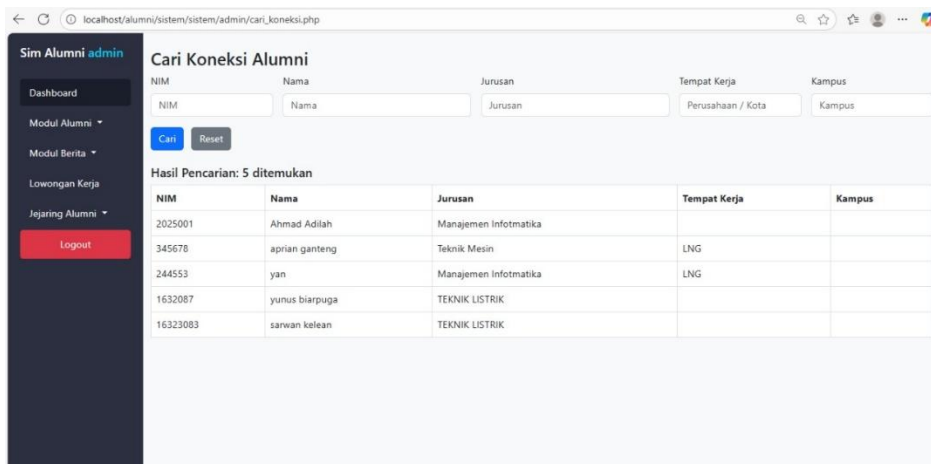 localhost/alumni/sistem/sistem/admin/cari_koneksi.php
Sim Alumni admin
Dashboard
Modul Alumni
Modul Berita
Lowongan Kerja
Jejaring Alumni
Logout
Cari Koneksi Alumni
NIM Nama Jurusan Tempat Kerja Kampus
NIM Nama Jurusan Perusahaan / Kota Kampus
Cari Reset
Hasil Pencarian: 5 ditemukan
NIM Nama Jurusan Tempat Kerja Kampus
2025001 Ahmad Adilah Manajemen Infotmatika
345678 aprian ganteng Teknik Mesin LNG
244553 yan Manajemen Infotmatika LNG
1632087 yunus biarpuga TEKNIK LISTRIK
16323083 sarwan kelean TEKNIK LISTRIK